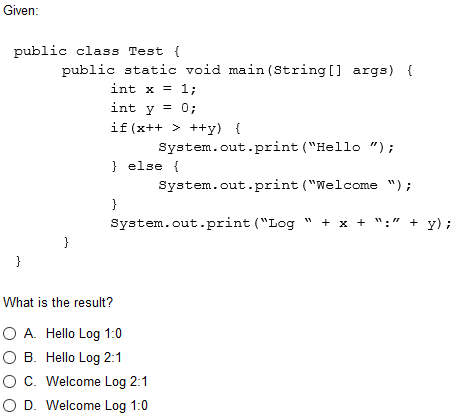 Given:
public class Test {
public static void main(String[] args) {
int x = 1;
int y = 0;
if(x++ > ++y) {
System.out.print(“Hello ”);
} else {
System.out.print(“Welcome “);
}
System.out.print(“Log “ + x + “:” + y);
}
}
What is the result?
A. Hello Log 1:0
B. Hello Log 2:1
C. Welcome Log 2:1
D. Welcome Log 1:0